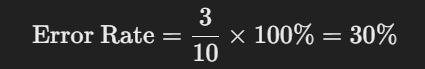 Error Rate = 3/10 × 100% = 30%